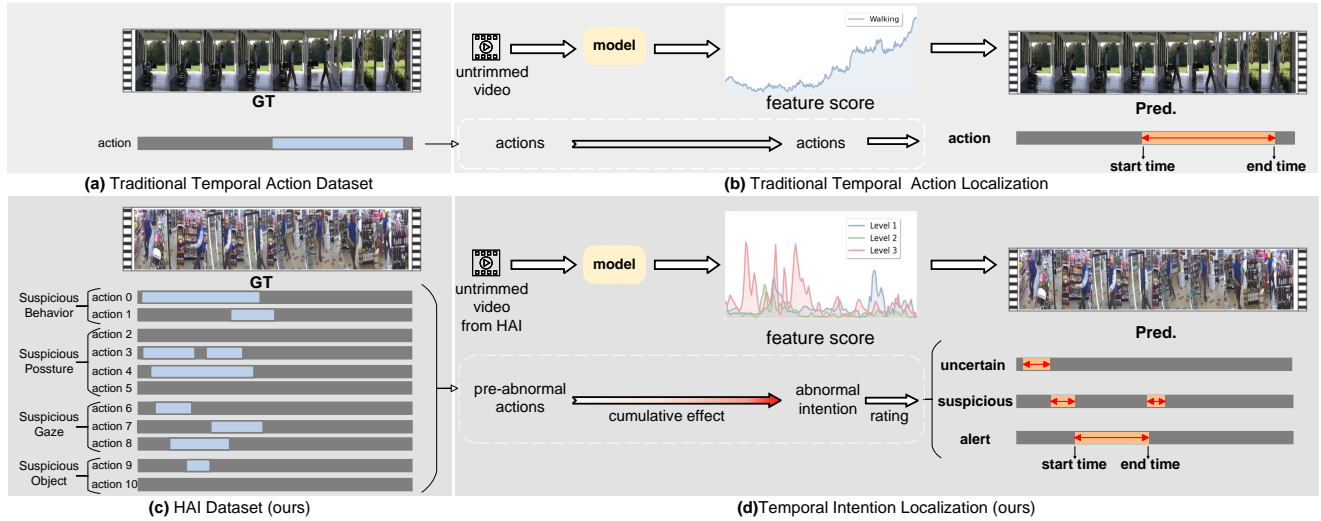 GT
action
(a) Traditional Temporal Action Dataset
untrimmed
video
model
Walking
feature score
Pred.
actions
actions
action
start time
end time
(b) Traditional Temporal Action Localization
GT
Suspicious
Behavior
action 0
action 1
Suspicious
Possture
action 2
action 3
action 4
action 5
Suspicious
Gaze
action 6
action 7
action 8
Suspicious
Object
action 9
action 10
(c) HAI Dataset (ours)
untrimmed
video
from HAI
model
Level 1
Level 2
Level 3
feature score
Pred.
pre-abnormal
actions
cumulative effect
abnormal
intention
rating
uncertain
suspicious
alert
start time
end time
(d)Temporal Intention Localization (ours)